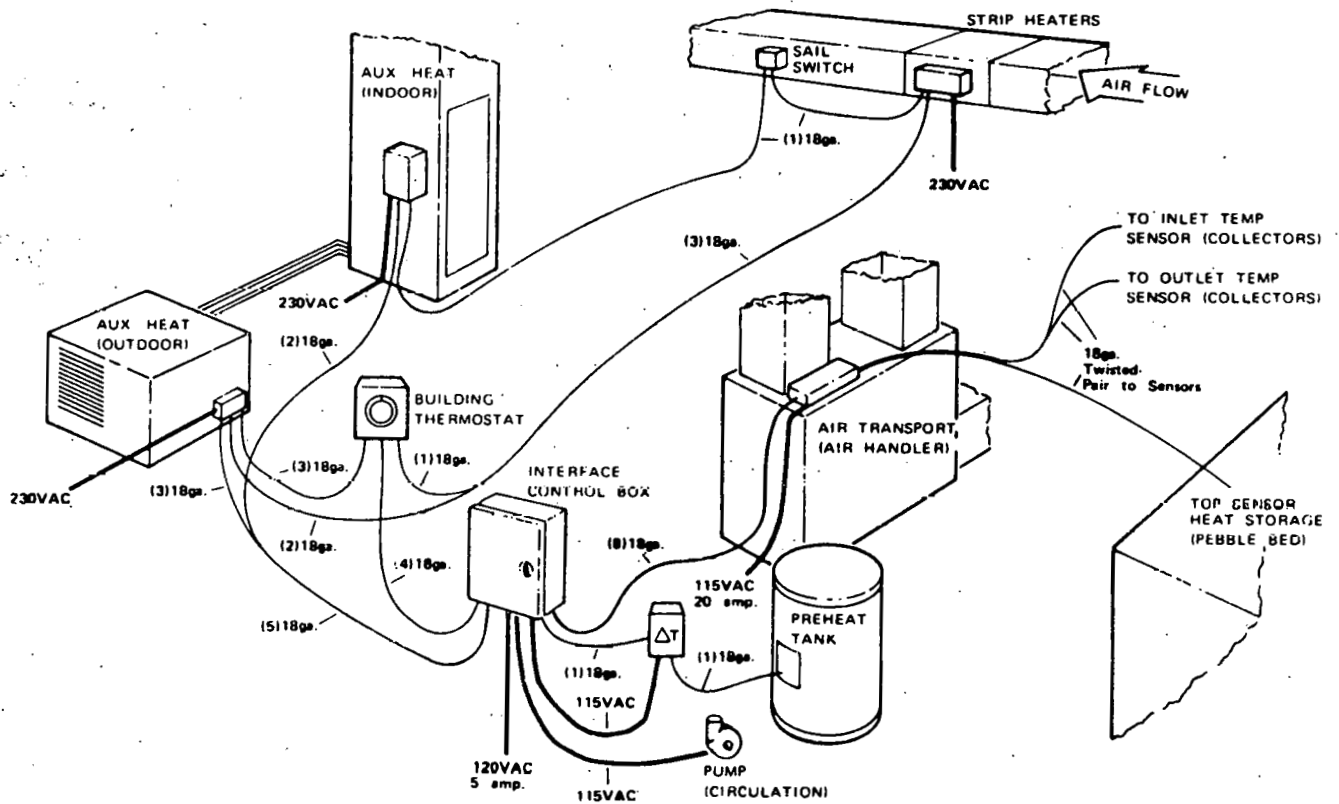 STRIP HEATERS
SAIL
SWITCH
AUX HEAT
(INDOOR)
AIR FLOW
(1)18ga.
230VAC
TO INLET TEMP
SENSOR (COLLECTORS)
(3)18ga.
TO OUTLET TEMP
SENSOR (COLLECTORS)
230VAC
AUX HEAT
(OUTDOOR)
(2)18ga.
18ga.
Twisted-
Pair to Sensors
BUILDING
THERMOSTAT
AIR TRANSPORT
(AIR HANDLER)
(3)18ga.
(1)18ga.
INTERFACE
CONTROL BOX
230VAC
(3)18ga.
TOP SENSOR
HEAT STORAGE
(PEBBLE BED)
(2)18ga.
(8)18ga.
4)18ga.
115VAC
20 amp.
PREHEAT
TANK
(5)18ga.
ΔT
(1)18ga.
(1)18ga.
115VAC
120VAC
5 amp.
115VAC
PUMP
(CIRCULATION)